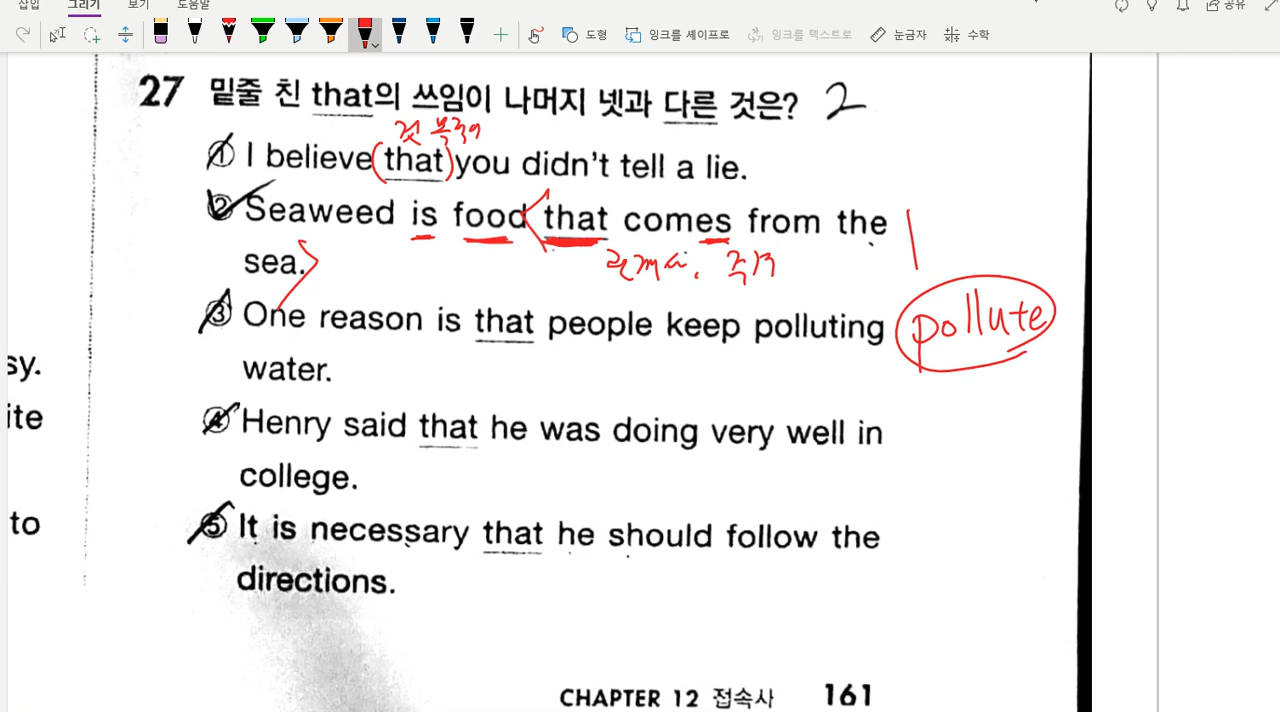 삽입 그리기 보기 도움말
도형 잉크를 셰이프로 잉크를 텍스트로 눈금자 수학 공유
27 밑줄 친 that의 쓰임이 나머지 넷과 다른 것은? 2
것 목적어
① I believe (that) you didn't tell a lie.
② Seaweed is food that comes from the
sea.
③ One reason is that people keep polluting pollute
water.
④ Henry said that he was doing very well in
college.
⑤ It is necessary that he should follow the
directions.
sy.
ite
to
CHAPTER 12 접속사 161